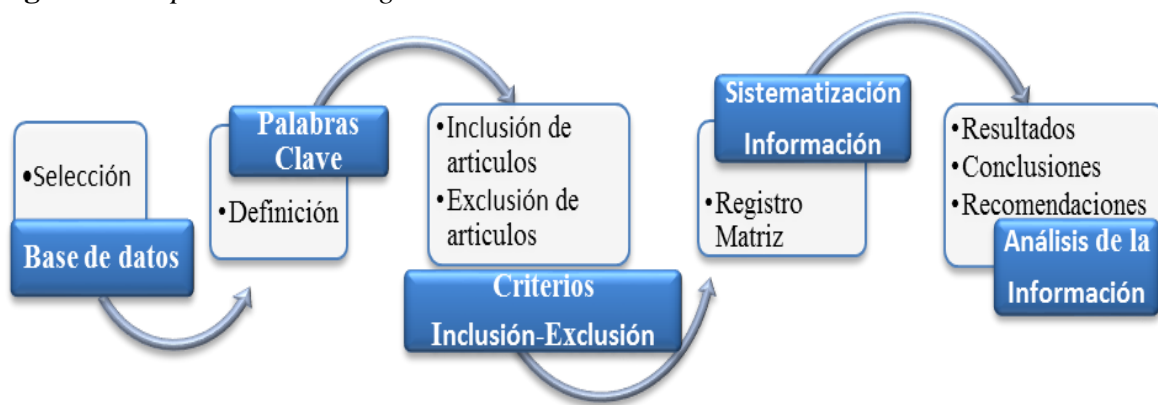 •Selección
Base de datos
Palabras
Clave
•Definición
•Inclusión de
articulos
•Exclusión de
articulos
Criterios
Inclusión-Exclusión
Sistematización
Información
•Registro
Matriz
•Resultados
•Conclusiones
•Recomendaciones
Análisis de la
Información